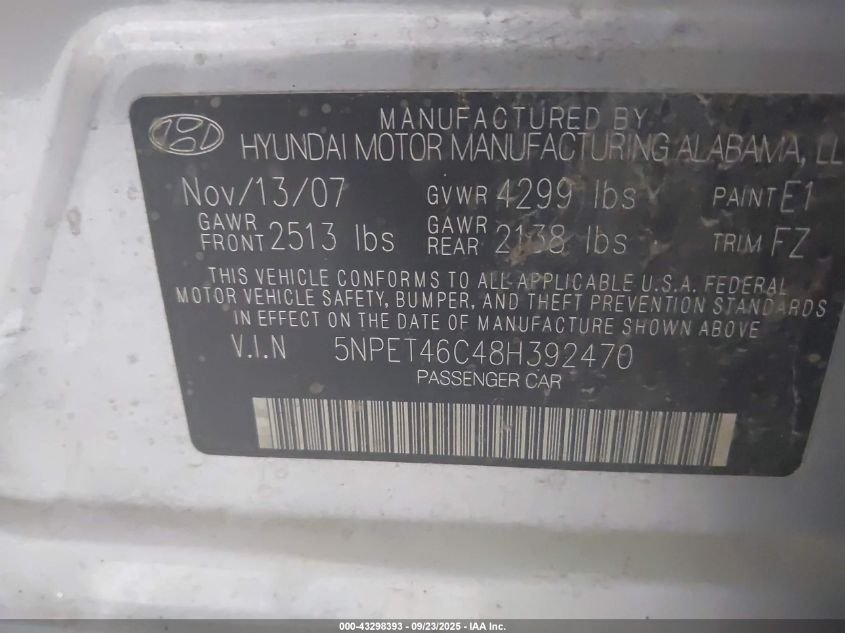 MANUFACTURED BY
HYUNDAI MOTOR MANUFACTURING ALABAMA, LL
Nov/13/07 GVWR 4299 lbs PAINT E1
GAWR FRONT 2513 lbs GAWR REAR 2138 lbs TRIM FZ
THIS VEHICLE CONFORMS TO ALL APPLICABLE U.S.A. FEDERAL
MOTOR VEHICLE SAFETY, BUMPER, AND THEFT PREVENTION STANDARDS
IN EFFECT ON THE DATE OF MANUFACTURE SHOWN ABOVE
V.I.N 5NPET46C48H392470
PASSENGER CAR
000-43298393 - 09/23/2025 - IAA Inc.